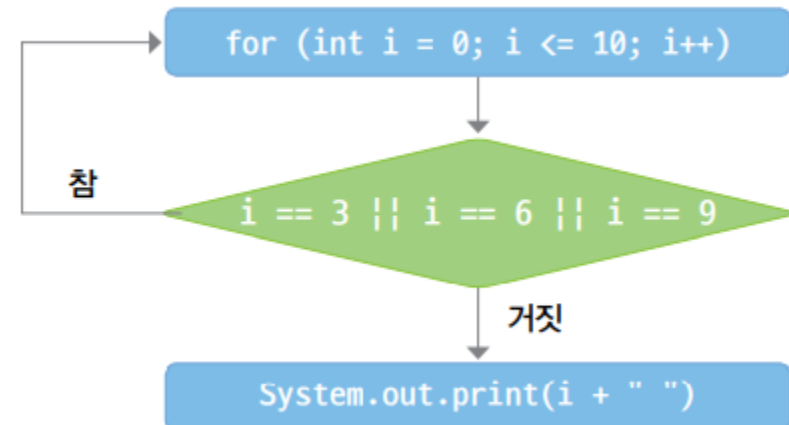 for (int i = 0; i <= 10; i++)
참
i == 3 || i == 6 || i == 9
거짓
System.out.print(i + " ")